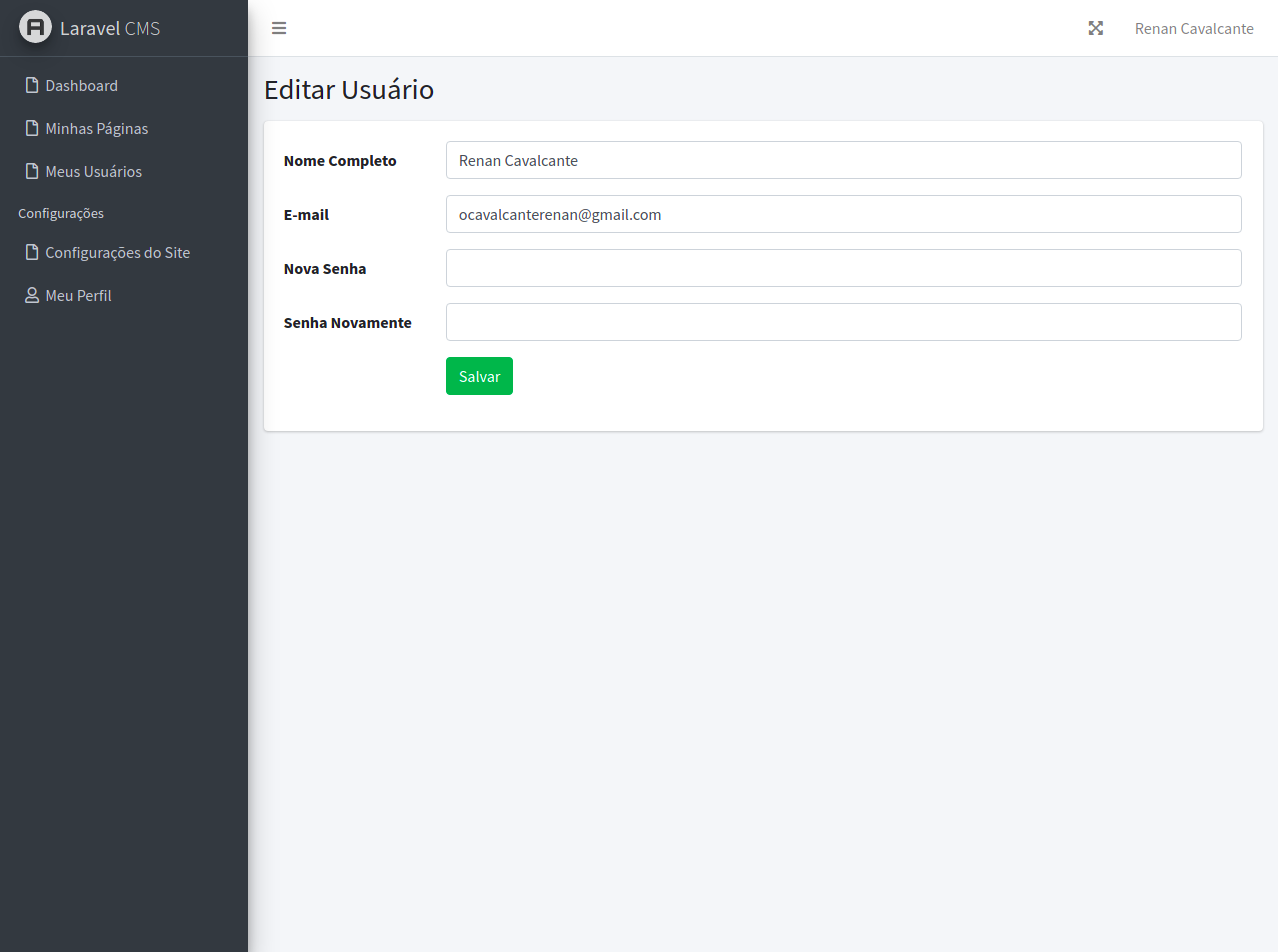 Laravel CMS
Renan Cavalcante
Dashboard
Minhas Páginas
Meus Usuários
Configurações
Configurações do Site
Meu Perfil
Editar Usuário
Nome Completo
Renan Cavalcante
E-mail
ocavalcanterenan@gmail.com
Nova Senha
Senha Novamente
Salvar